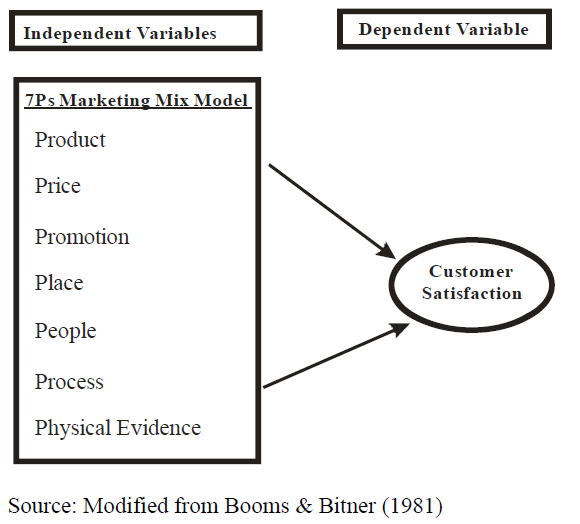 Independent Variables
Dependent Variable
7Ps Marketing Mix Model
Product
Price
Promotion
Place
People
Process
Physical Evidence
Customer
Satisfaction
Source: Modified from Booms & Bitner (1981)